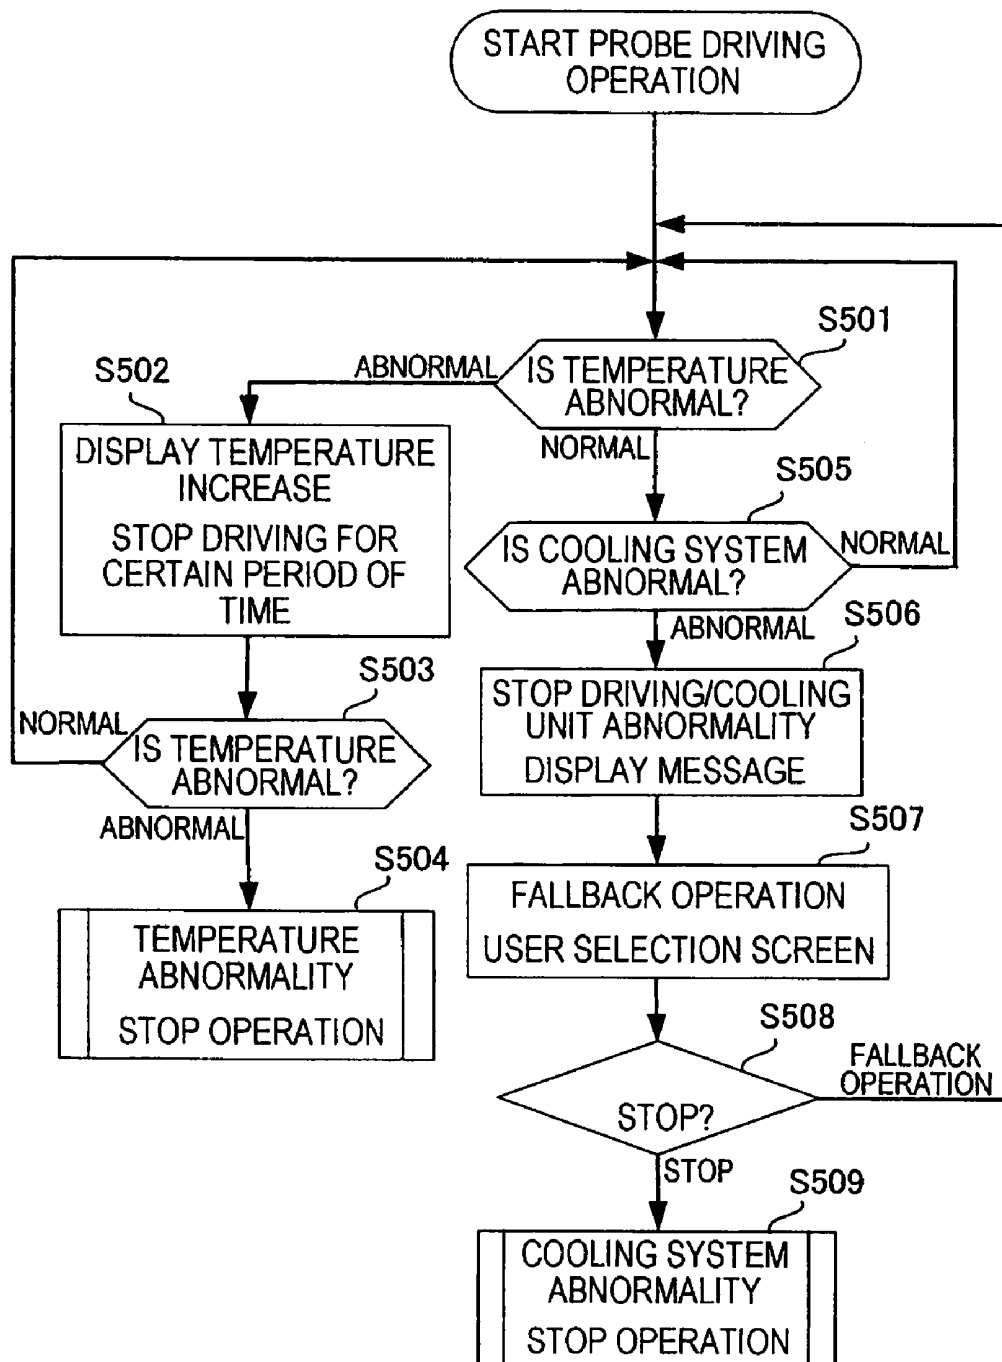 START PROBE DRIVING
OPERATION
S501
IS TEMPERATURE
ABNORMAL?
ABNORMAL
NORMAL
S502
DISPLAY TEMPERATURE
INCREASE
STOP DRIVING FOR
CERTAIN PERIOD OF
TIME
S503
IS TEMPERATURE
ABNORMAL?
NORMAL
ABNORMAL
S504
TEMPERATURE
ABNORMALITY
STOP OPERATION
S505
IS COOLING SYSTEM
ABNORMAL?
NORMAL
ABNORMAL
S506
STOP DRIVING/COOLING
UNIT ABNORMALITY
DISPLAY MESSAGE
S507
FALLBACK OPERATION
USER SELECTION SCREEN
S508
STOP?
FALLBACK
OPERATION
STOP
S509
COOLING SYSTEM
ABNORMALITY
STOP OPERATION